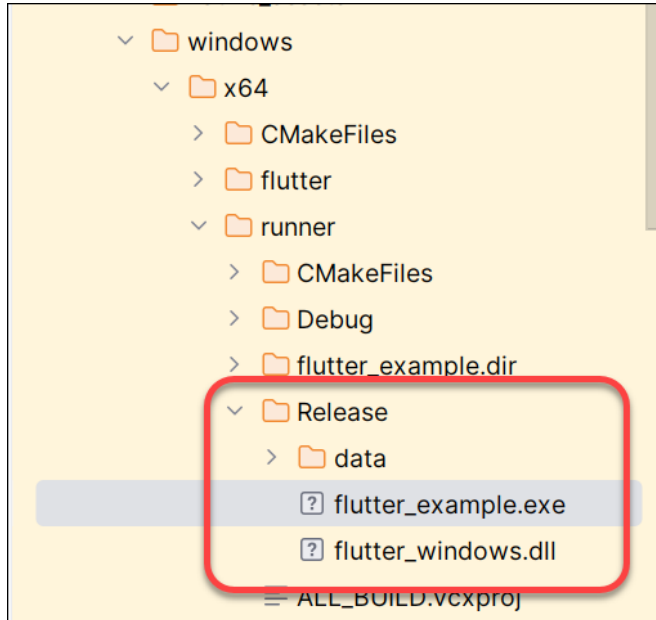 windows
x64
CMakeFiles
flutter
runner
CMakeFiles
Debug
flutter_example.dir
Release
data
flutter_example.exe
flutter_windows.dll
ALL_BUILD.vcxproj